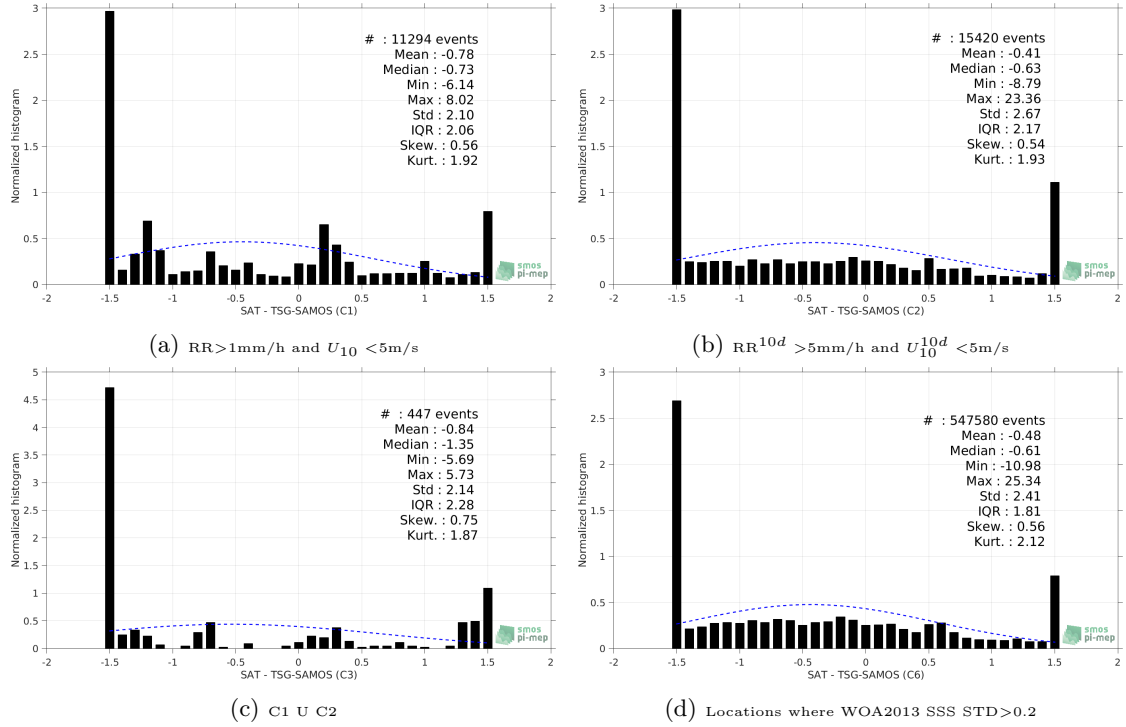 3
2.5
2
1.5
1
0.5
0
Normalized histogram
# : 11294 events
Mean : -0.78
Median : -0.73
Min : -6.14
Max : 8.02
Std : 2.10
IQR : 2.06
Skew. : 0.56
Kurt. : 1.92
smos
pi-mep
-2 -1.5 -1 -0.5 0 0.5 1 1.5 2
SAT - TSG-SAMOS (C1)
(a) RR>1mm/h and U10 <5m/s
3
2.5
2
1.5
1
0.5
0
Normalized histogram
# : 15420 events
Mean : -0.41
Median : -0.63
Min : -8.79
Max : 23.36
Std : 2.67
IQR : 2.17
Skew. : 0.54
Kurt. : 1.93
smos
pi-mep
-2 -1.5 -1 -0.5 0 0.5 1 1.5 2
SAT - TSG-SAMOS (C2)
(b) RR10d >5mm/h and U10d10 <5m/s
5
4.5
4
3.5
3
2.5
2
1.5
1
0.5
0
Normalized histogram
# : 447 events
Mean : -0.84
Median : -1.35
Min : -5.69
Max : 5.73
Std : 2.14
IQR : 2.28
Skew. : 0.75
Kurt. : 1.87
smos
pi-mep
-2 -1.5 -1 -0.5 0 0.5 1 1.5 2
SAT - TSG-SAMOS (C3)
(c) C1 U C2
3
2.5
2
1.5
1
0.5
0
Normalized histogram
# : 547580 events
Mean : -0.48
Median : -0.61
Min : -10.98
Max : 25.34
Std : 2.41
IQR : 1.81
Skew. : 0.56
Kurt. : 2.12
smos
pi-mep
-2 -1.5 -1 -0.5 0 0.5 1 1.5 2
SAT - TSG-SAMOS (C6)
(d) Locations where WOA2013 SSS STD>0.2